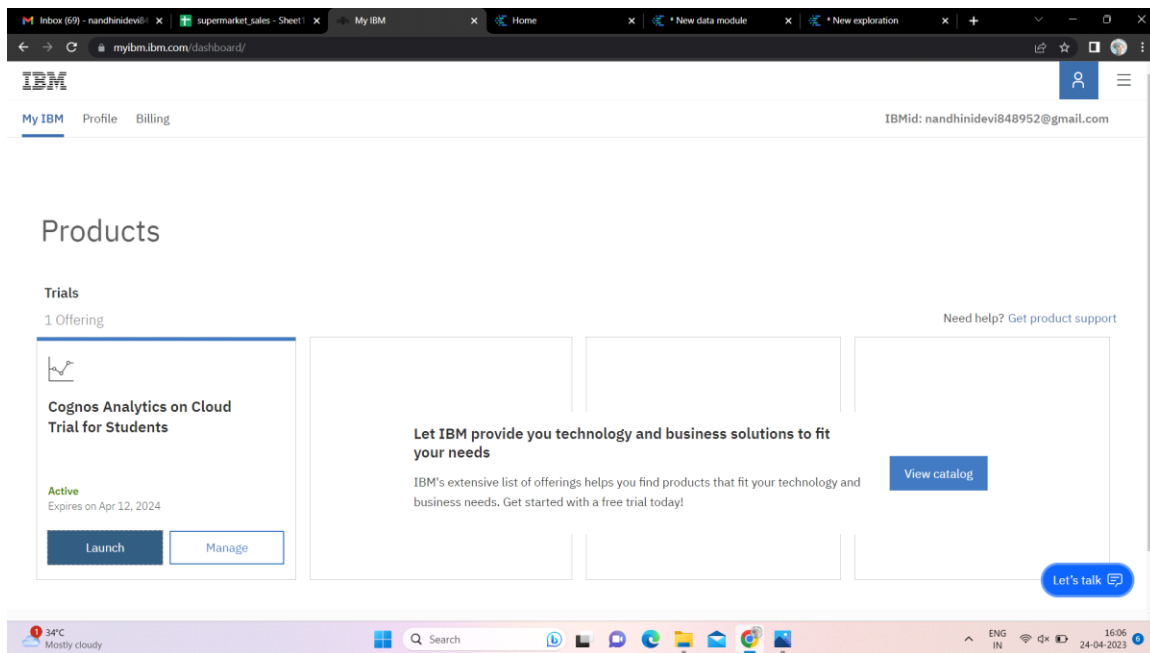 Inbox (69) - nandhinidevi84
supermarket_sales - Sheet1
My IBM
Home
* New data module
* New exploration
myibm.ibm.com/dashboard/
IBM
My IBM Profile Billing
IBMid: nandhinidevi848952@gmail.com
Products
Trials
1 Offering
Need help? Get product support
Cognos Analytics on Cloud
Trial for Students
Active
Expires on Apr 12, 2024
Launch
Manage
Let IBM provide you technology and business solutions to fit
your needs
IBM's extensive list of offerings helps you find products that fit your technology and
business needs. Get started with a free trial today!
View catalog
Let's talk
1
34°C
Mostly cloudy
Search
ENG
IN
16:06
24-04-2023
6